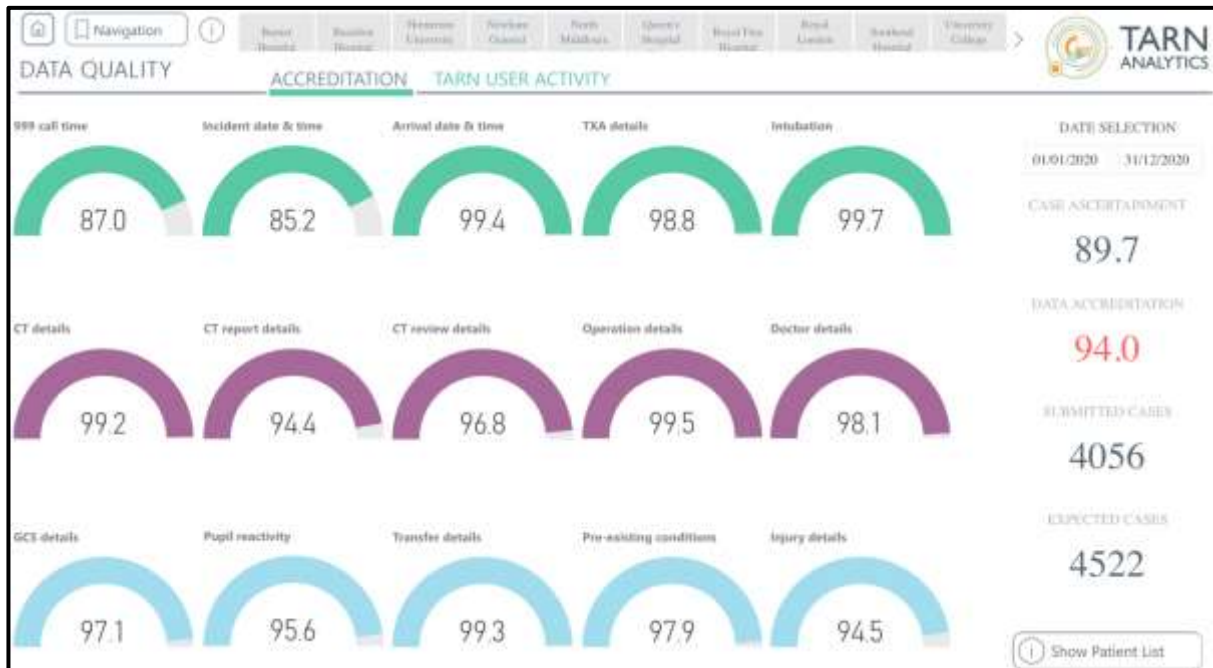 Navigation
TARN
ANALYTICS
DATA QUALITY
ACCREDITATION
TARN USER ACTIVITY
999 call time
Incident date & time
Arrival date & time
TXA details
Intubation
87.0
85.2
99.4
98.8
99.7
CT details
CT report details
CT review details
Operation details
Doctor details
99.2
94.4
96.8
99.5
98.1
GCS details
Pupil reactivity
Transfer details
Pre-existing conditions
Injury details
97.1
95.6
99.3
97.9
94.5
DATE SELECTION
01/01/2020 31/12/2020
CASE ASCERTAINMENT
89.7
DATA ACCREDITATION
94.0
SUBMITTED CASES
4056
EXPECTED CASES
4522
Show Patient List